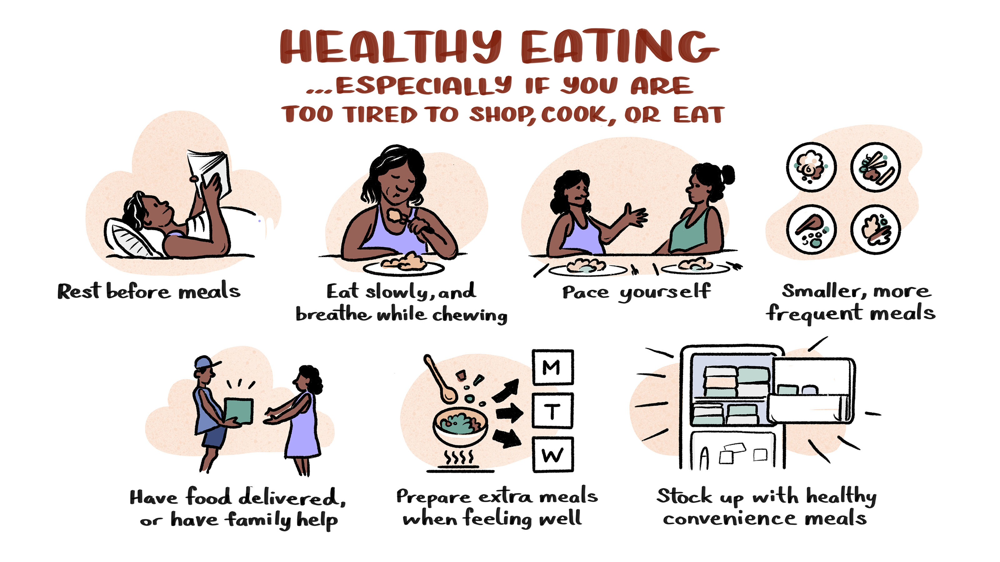 HEALTHY EATING
...ESPECIALLY IF YOU ARE
TOO TIRED TO SHOP, COOK, OR EAT
Rest before meals
Eat slowly, and
breathe while chewing
Pace yourself
Smaller, more
frequent meals
M
T
W
A
Have food delivered,
or have family help
Prepare extra meals
when feeling well
Stock up with healthy
convenience meals